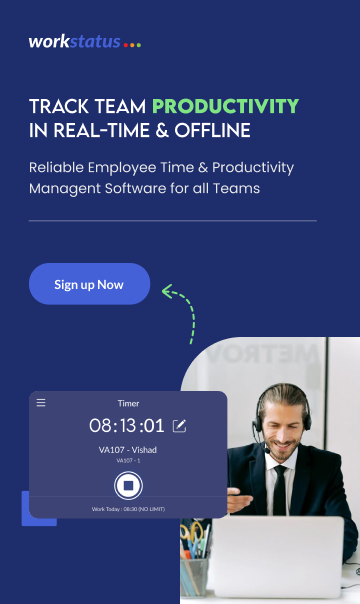 workstatus
TRACK TEAM PRODUCTIVITY
IN REAL-TIME & OFFLINE
Reliable Employee Time & Productivity
Managent Software for all Teams
Sign up Now
METROV
Timer
08:13:01
VA107 - Vishad
VA107 - 1
Work Today : 08:30 (NO LIMIT)